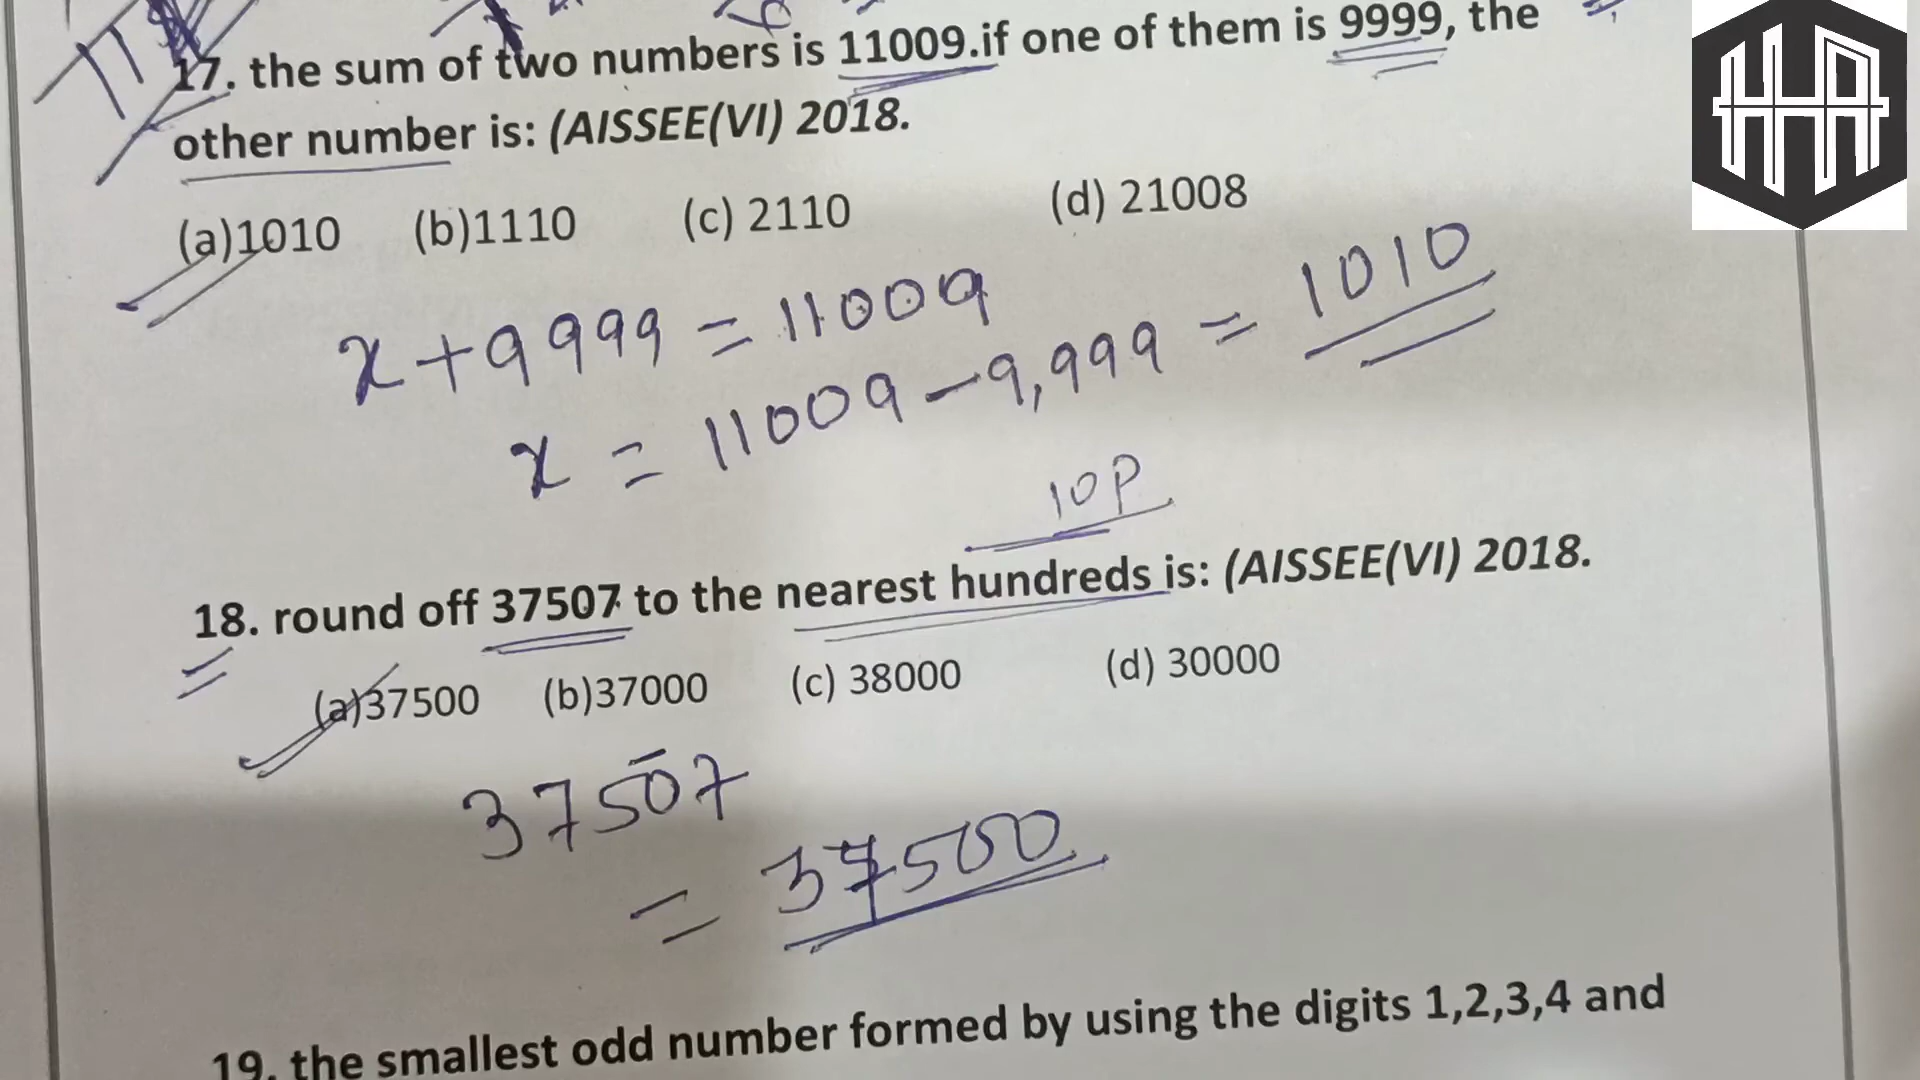 17. the sum of two numbers is 11009.if one of them is 9999, the
other number is: (AISSEE(VI) 2018.
(a)1010 (b)1110 (c) 2110 (d) 21008
x+9999 = 11009
x = 11009 - 9,999 = 1010
18. round off 37507 to the nearest hundreds is: (AISSEE(VI) 2018.
(a)37500 (b)37000 (c) 38000 (d) 30000
37507
= 37500
19. the smallest odd number formed by using the digits 1,2,3,4 and